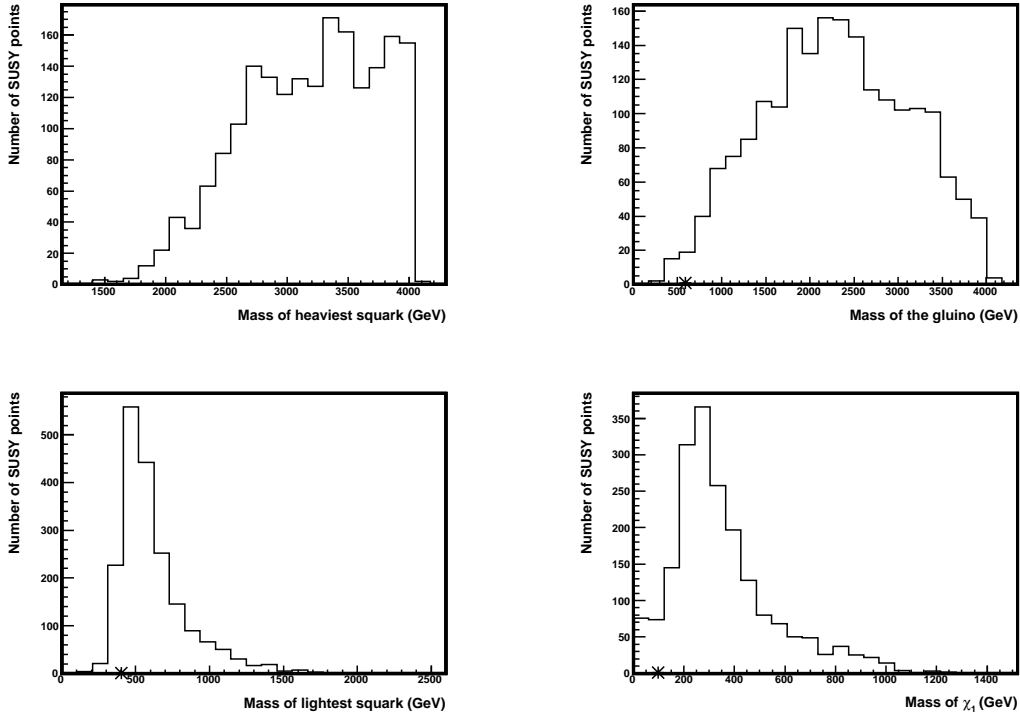 Number of SUSY points
160
140
120
100
80
60
40
20
0
1500 2000 2500 3000 3500 4000
Mass of heaviest squark (GeV)
Number of SUSY points
160
140
120
100
80
60
40
20
0
0 500 1000 1500 2000 2500 3000 3500 4000
Mass of the gluino (GeV)
Number of SUSY points
500
400
300
200
100
0
0 500 1000 1500 2000 2500
Mass of lightest squark (GeV)
Number of SUSY points
350
300
250
200
150
100
50
0
0 200 400 600 800 1000 1200 1400
Mass of χ₁ (GeV)